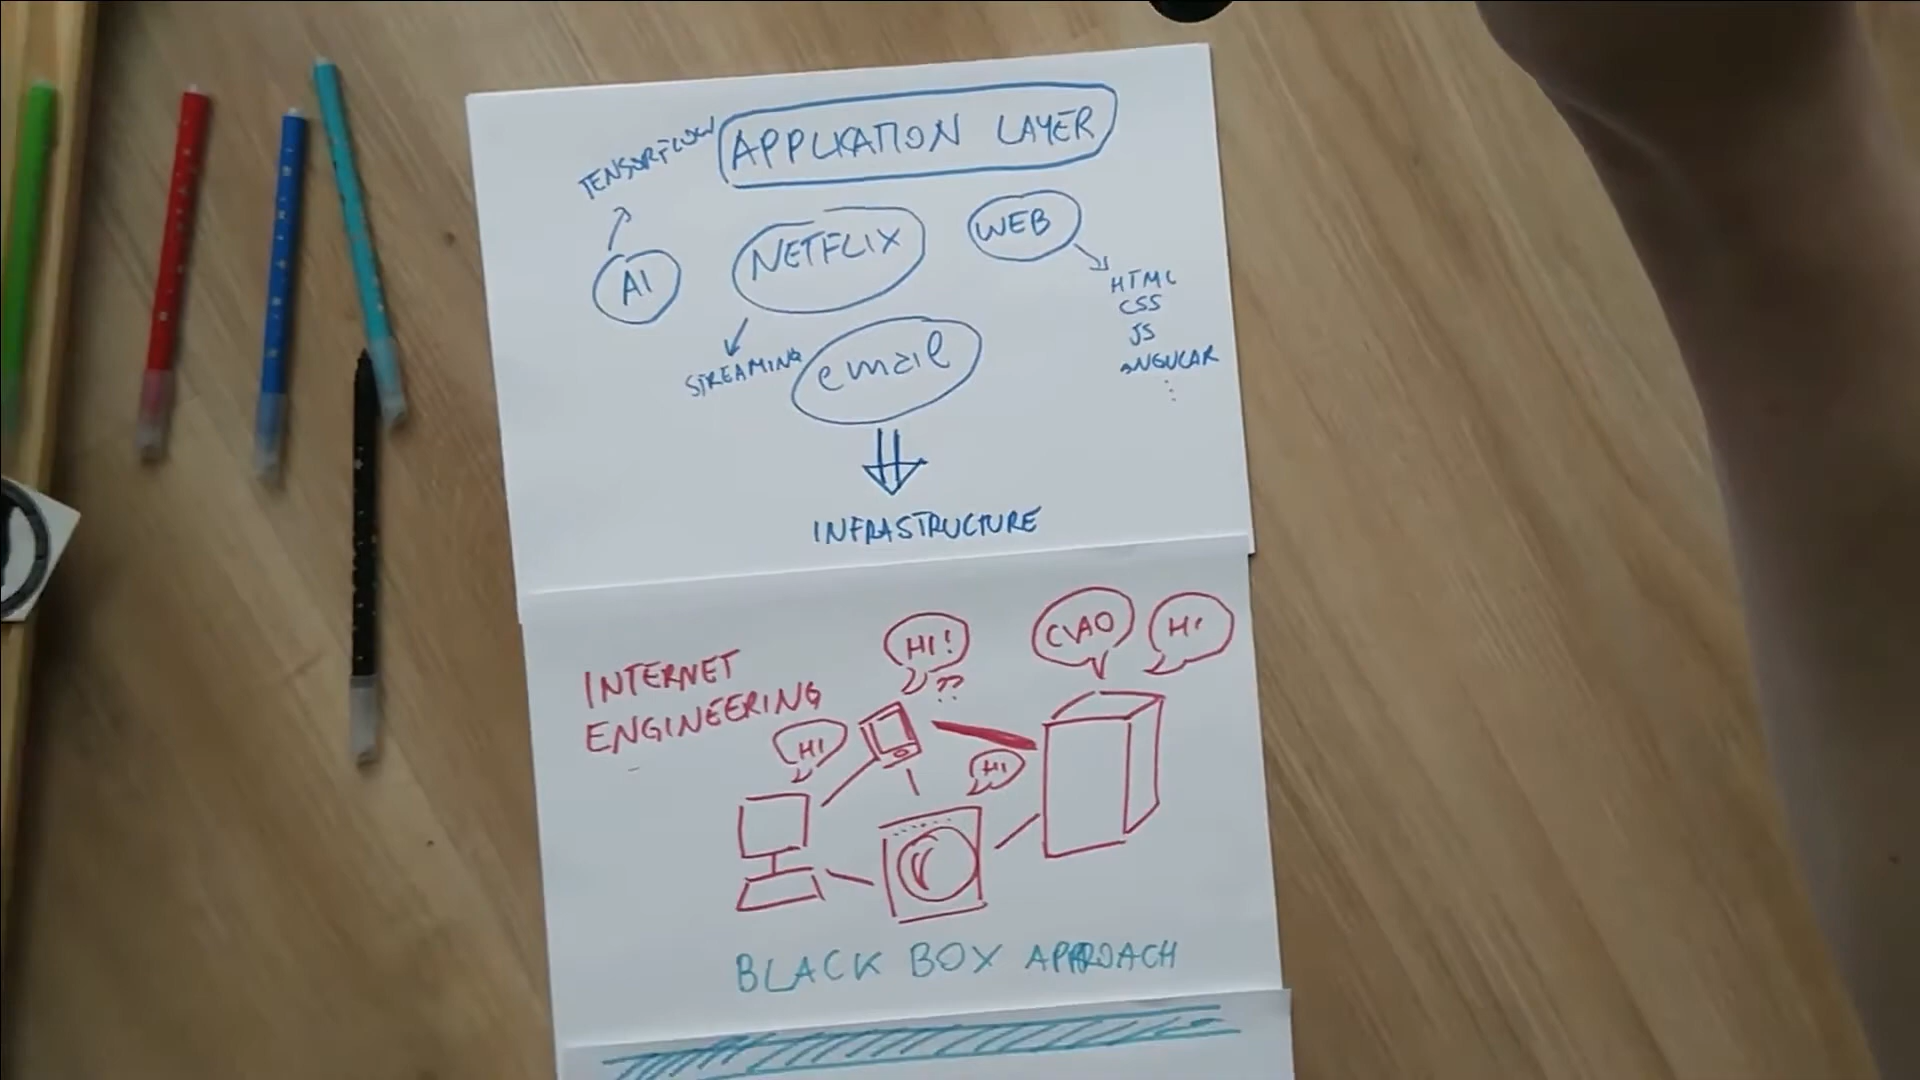 TENSORFLOW
APPLICATION LAYER
AI
NETFLIX
WEB
HTML
CSS
JS
ANGULAR
STREAMING
email
INFRASTRUCTURE
INTERNET
ENGINEERING
HI!
??
CIAO
HI
HI
HI
BLACK BOX APPROACH